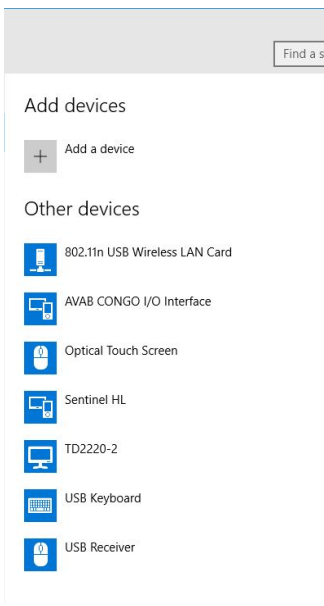 Find a s
Add devices
Add a device
Other devices
802.11n USB Wireless LAN Card
AVAB CONGO I/O Interface
Optical Touch Screen
Sentinel HL
TD2220-2
USB Keyboard
USB Receiver